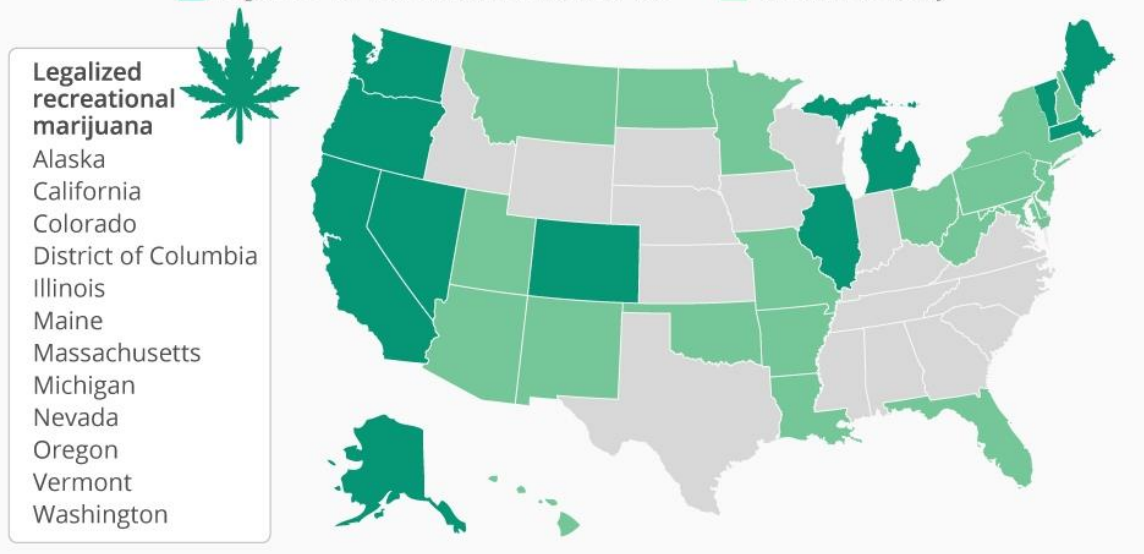 Legalized
recreational
marijuana
Alaska
California
Colorado
District of Columbia
Illinois
Maine
Massachusetts
Michigan
Nevada
Oregon
Vermont
Washington